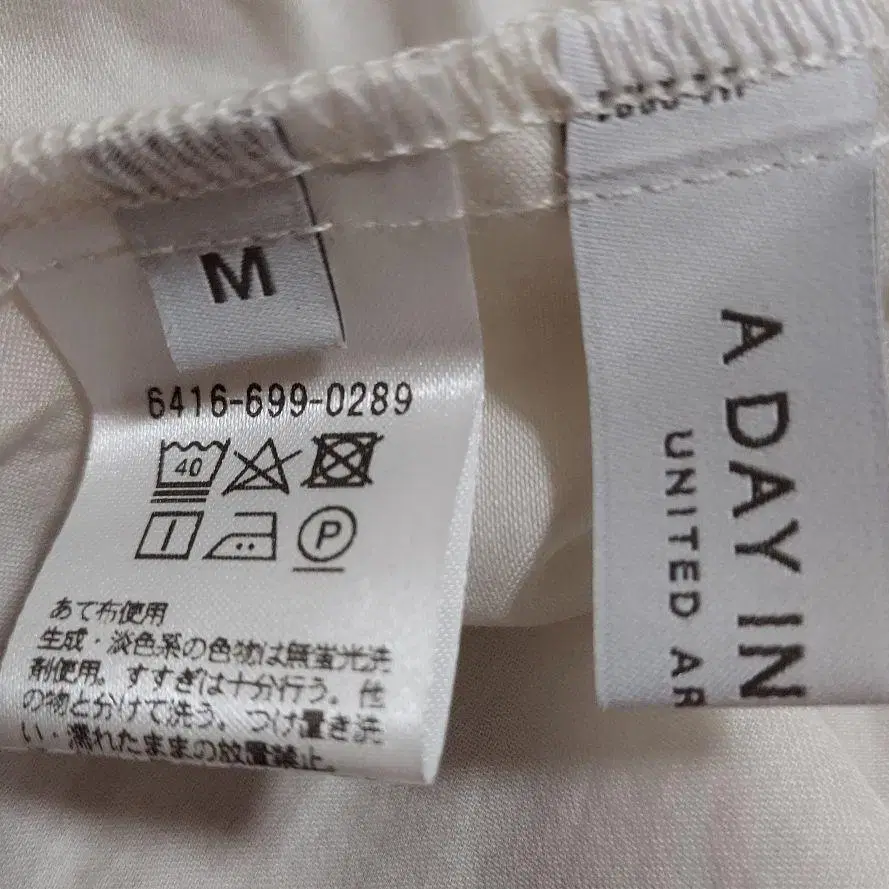 M
6416-699-0289
40
P
あて布使用
生成・淡色系の色物は無蛍光洗
剤使用。すすぎは十分行う。他
の物と分けて洗う。つけ置き洗
い・濡れたままの放置禁止。
A DAY IN
UNITED AR